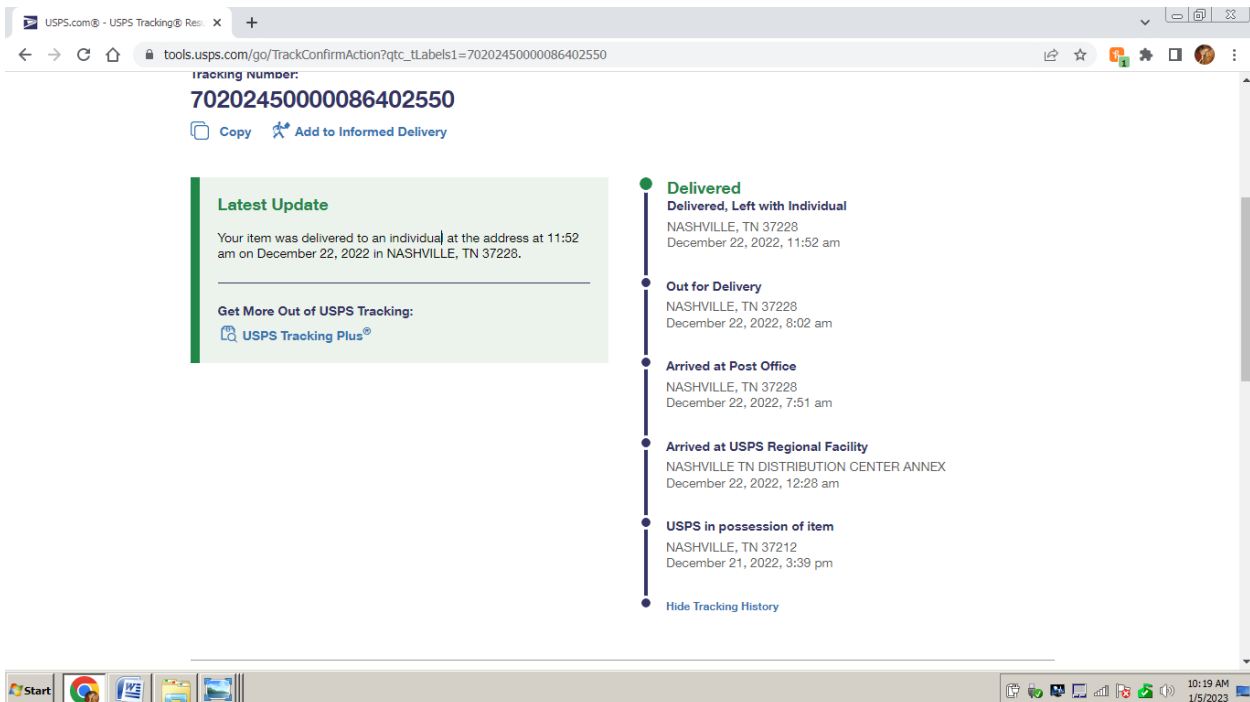 USPS.com® - USPS Tracking® Res
tools.usps.com/go/TrackConfirmAction?qtc_tLabels1=70202450000086402550
1
Tracking Number:
70202450000086402550
Copy Add to Informed Delivery
Latest Update
Your item was delivered to an individual at the address at 11:52
am on December 22, 2022 in NASHVILLE, TN 37228.
Get More Out of USPS Tracking:
USPS Tracking Plus®
Delivered
Delivered, Left with Individual
NASHVILLE, TN 37228
December 22, 2022, 11:52 am
Out for Delivery
NASHVILLE, TN 37228
December 22, 2022, 8:02 am
Arrived at Post Office
NASHVILLE, TN 37228
December 22, 2022, 7:51 am
Arrived at USPS Regional Facility
NASHVILLE TN DISTRIBUTION CENTER ANNEX
December 22, 2022, 12:28 am
USPS in possession of item
NASHVILLE, TN 37212
December 21, 2022, 3:39 pm
Hide Tracking History
Start
10:19 AM
1/5/2023